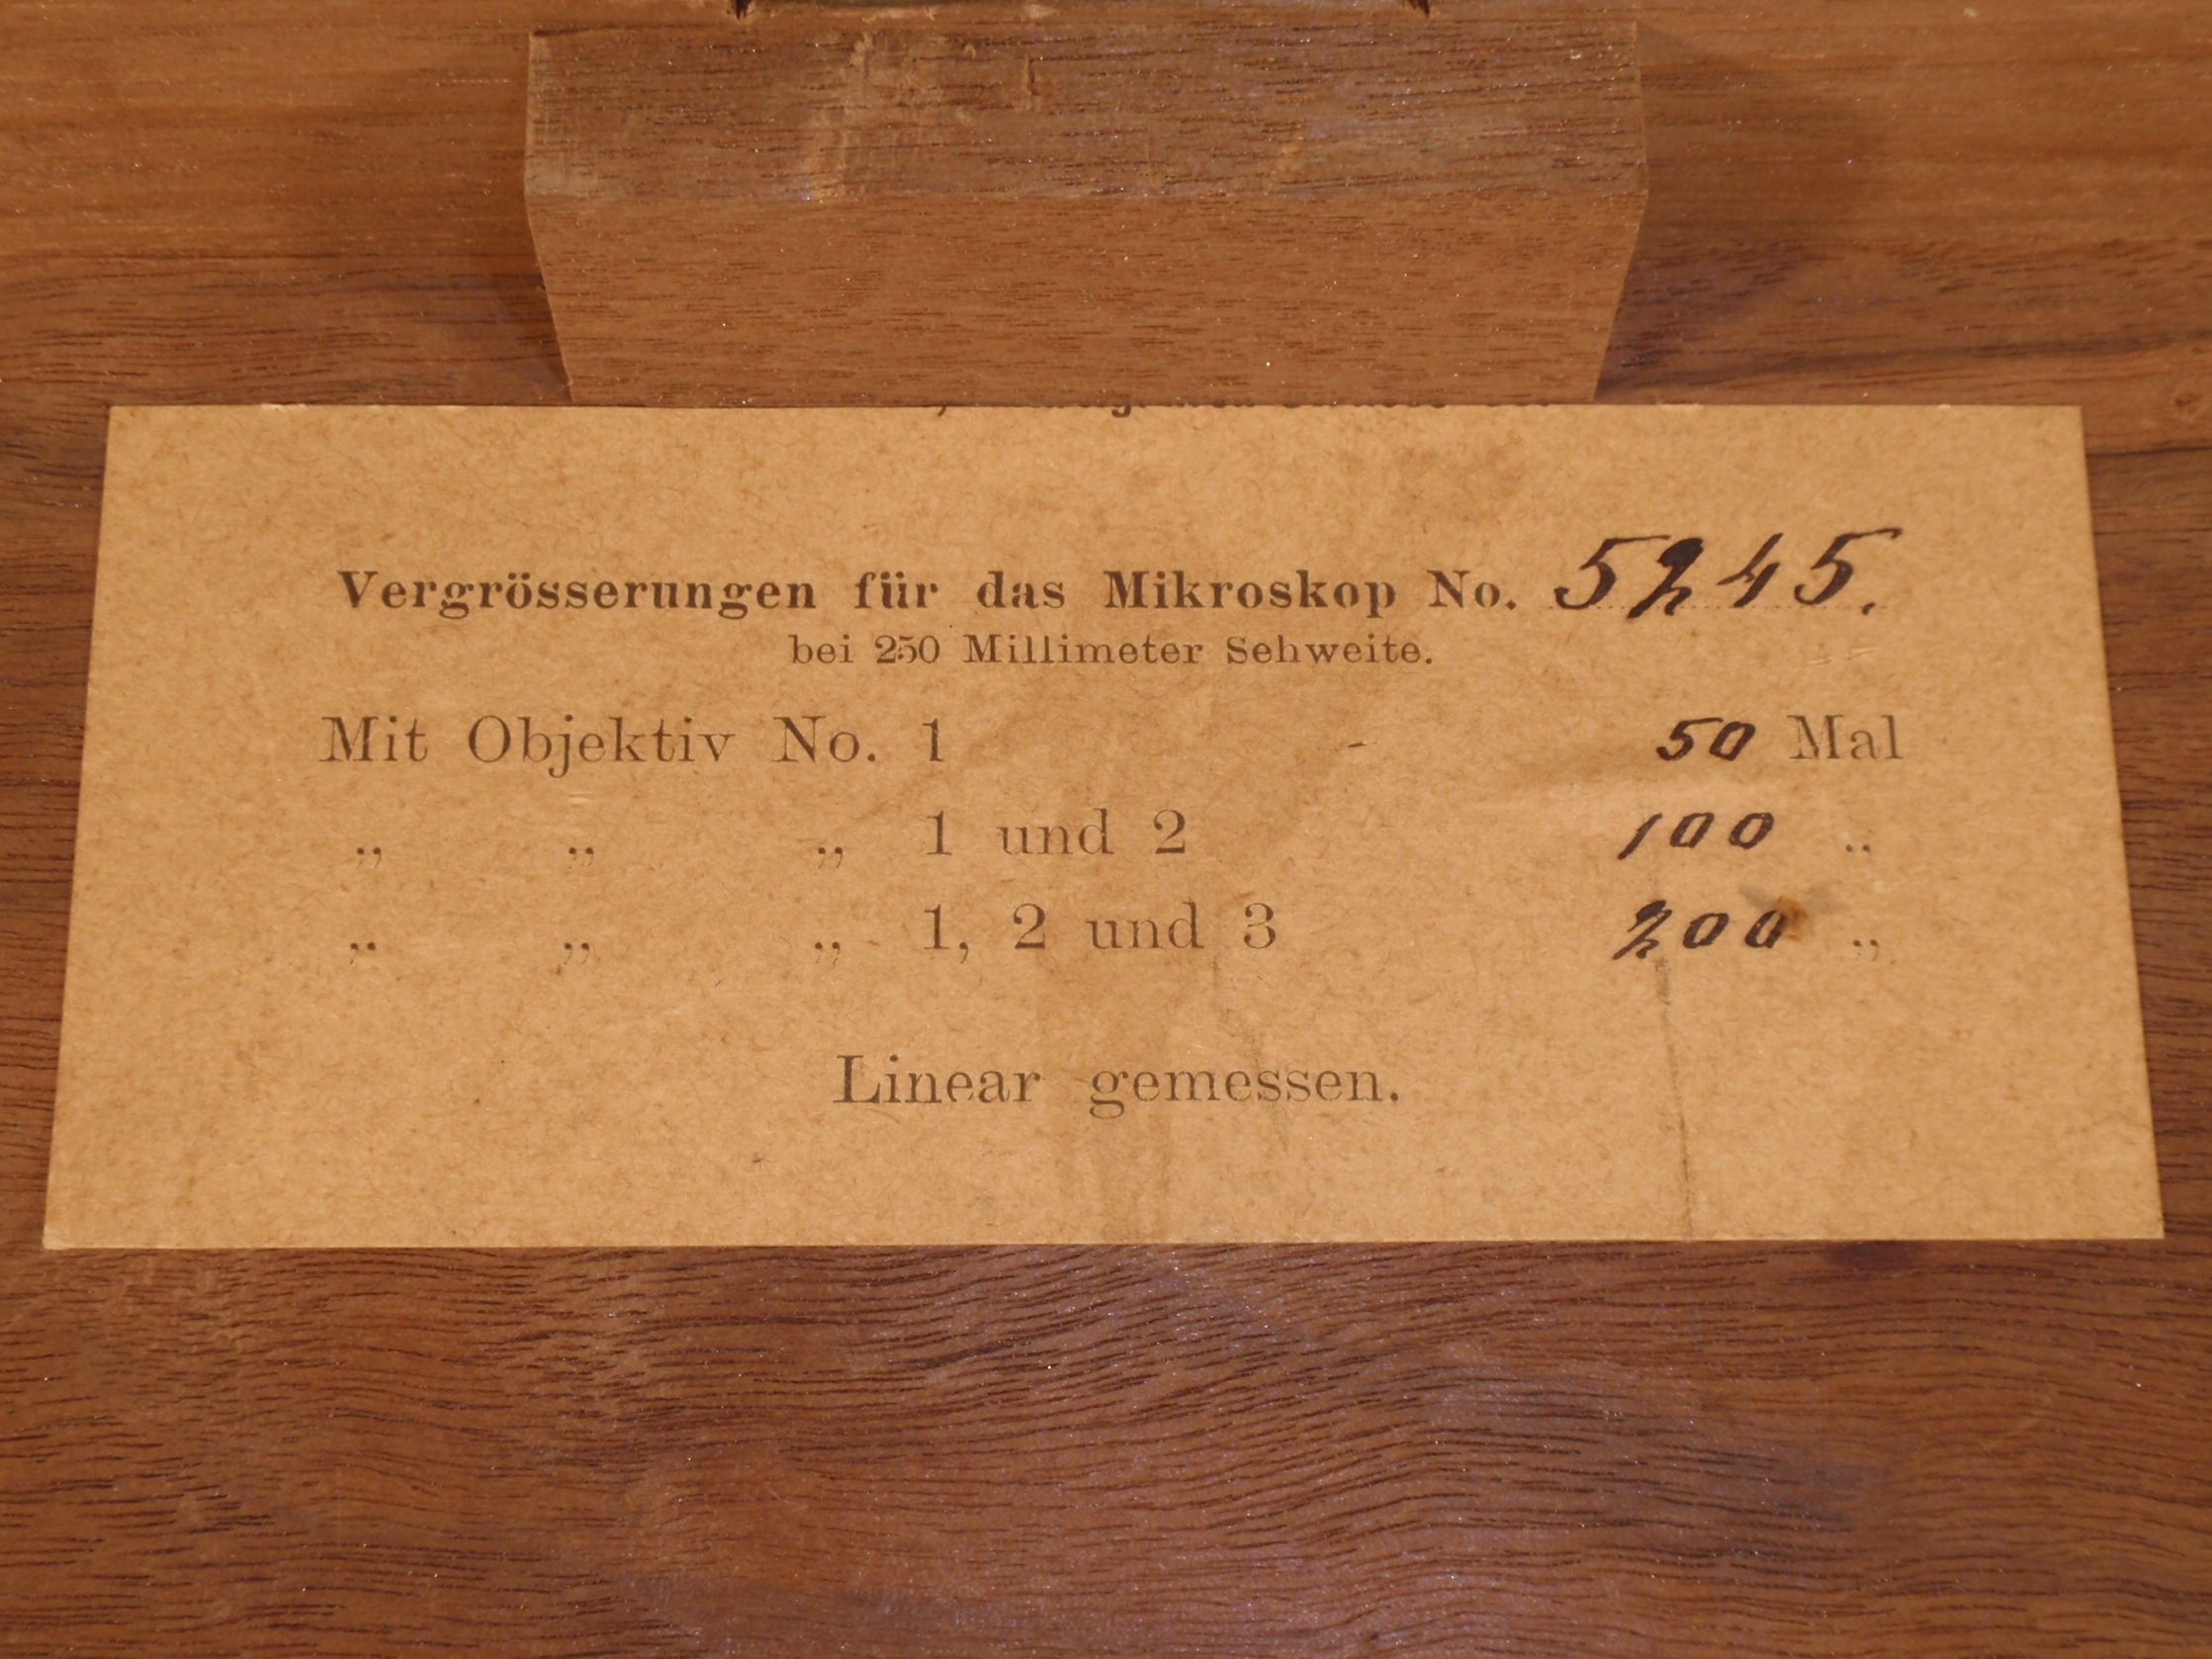 Vergrösserungen für das Mikroskop No. 5245.
bei 250 Millimeter Sehweite.
Mit Objektiv No. 1 - 50 Mal
„ „ „ 1 und 2 100 „
„ „ „ 1, 2 und 3 200 „
Linear gemessen.